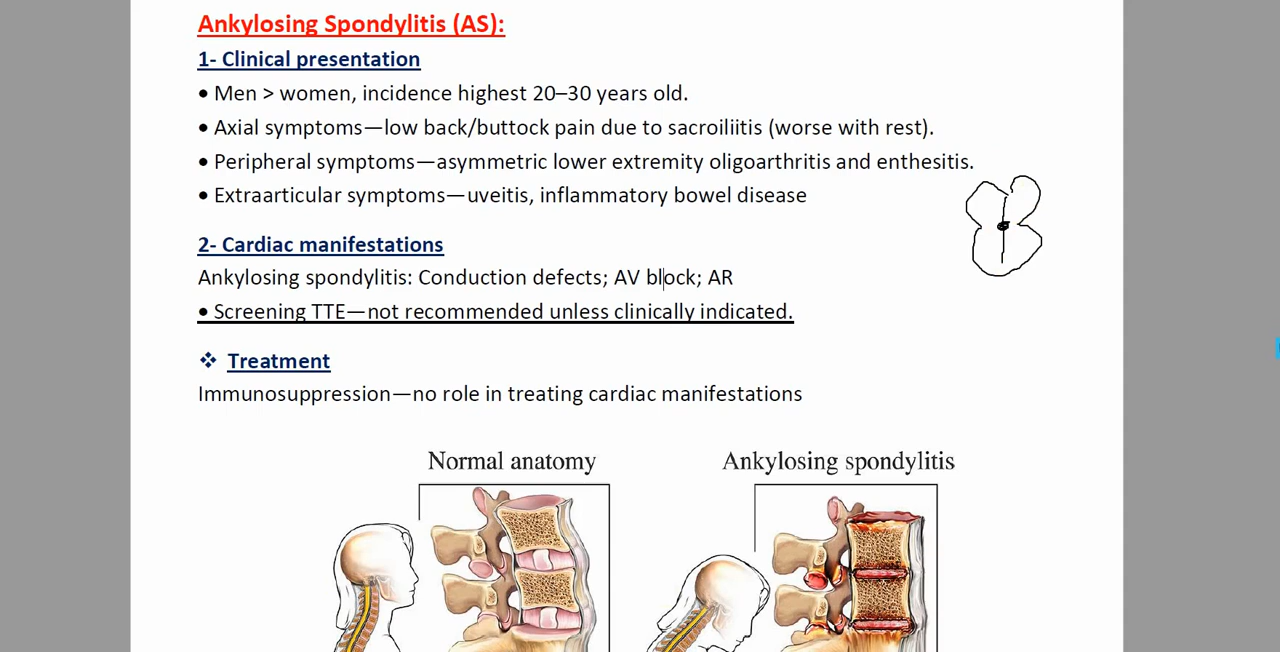 Ankylosing Spondylitis (AS):
1- Clinical presentation
• Men > women, incidence highest 20–30 years old.
• Axial symptoms—low back/buttock pain due to sacroiliitis (worse with rest).
• Peripheral symptoms—asymmetric lower extremity oligoarthritis and enthesitis.
• Extraarticular symptoms—uveitis, inflammatory bowel disease
2- Cardiac manifestations
Ankylosing spondylitis: Conduction defects; AV block; AR
• Screening TTE—not recommended unless clinically indicated.
❖ Treatment
Immunosuppression—no role in treating cardiac manifestations
Normal anatomy
Ankylosing spondylitis